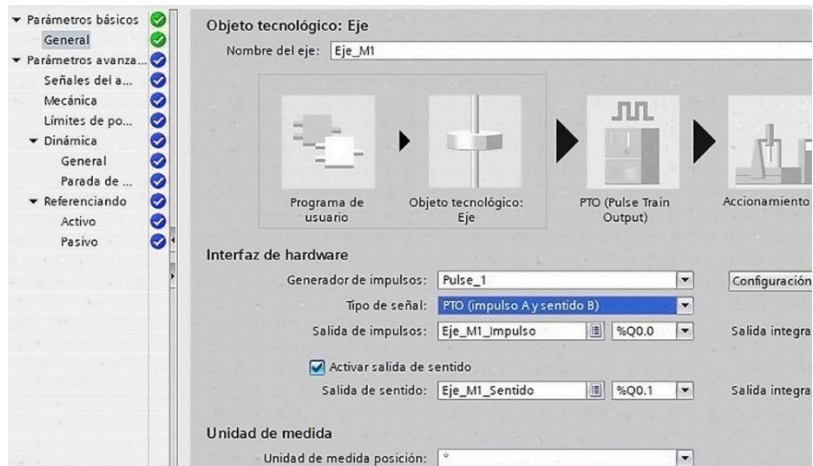 Parámetros básicos
General
Parámetros avanza...
Señales del a...
Mecánica
Límites de po...
Dinámica
General
Parada de ...
Referenciando
Activo
Pasivo
Objeto tecnológico: Eje
Nombre del eje: Eje_M1
Programa de
usuario
Objeto tecnológico:
Eje
PTO (Pulse Train
Output)
Accionamiento
Interfaz de hardware
Generador de impulsos: Pulse_1
Configuración
Tipo de señal: PTO (impulso A y sentido B)
Salida de impulsos: Eje_M1_Impulso %Q0.0 Salida integra
Activar salida de sentido
Salida de sentido: Eje_M1_Sentido %Q0.1 Salida integra
Unidad de medida
Unidad de medida posición: °